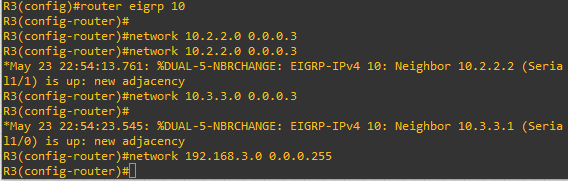 R3(config)#router eigrp 10
R3(config-router)#
R3(config-router)#network 10.2.2.0 0.0.0.3
R3(config-router)#network 10.2.2.0 0.0.0.3
*May 23 22:54:13.761: %DUAL-5-NBRCHANGE: EIGRP-IPv4 10: Neighbor 10.2.2.2 (Seria
l1/1) is up: new adjacency
R3(config-router)#network 10.3.3.0 0.0.0.3
R3(config-router)#
*May 23 22:54:23.545: %DUAL-5-NBRCHANGE: EIGRP-IPv4 10: Neighbor 10.3.3.1 (Seria
l1/0) is up: new adjacency
R3(config-router)#network 192.168.3.0 0.0.0.255
R3(config-router)#